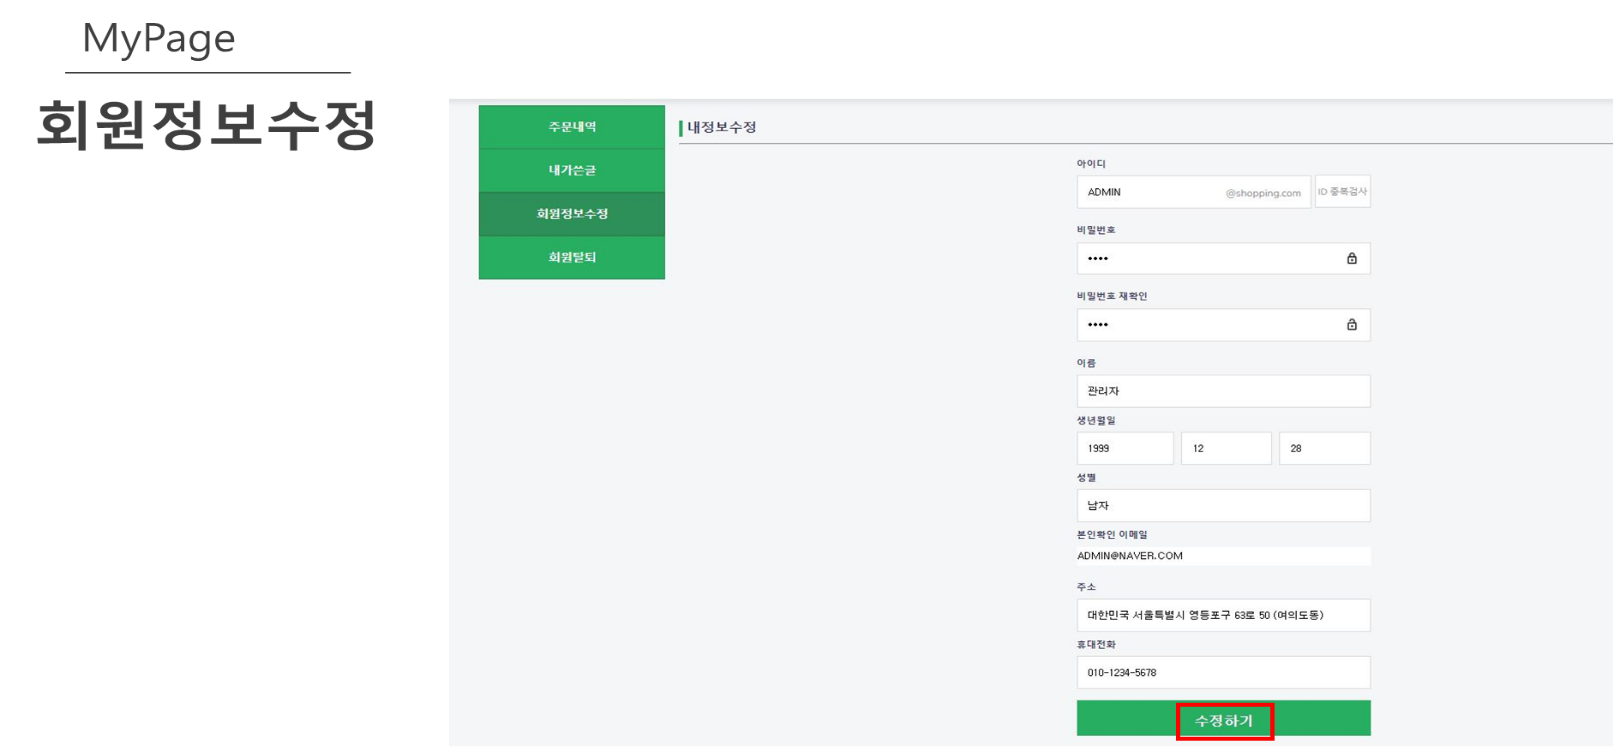 MyPage
회원정보수정
주문내역
내가쓴글
회원정보수정
회원탈퇴
내정보수정
아이디
ADMIN @shopping.com ID 중복검사
비밀번호
••••
비밀번호 재확인
••••
이름
관리자
생년월일
1999 12 28
성별
남자
본인확인 이메일
ADMIN@NAVER.COM
주소
대한민국 서울특별시 영등포구 63로 50 (여의도동)
휴대전화
010-1234-5678
수정하기